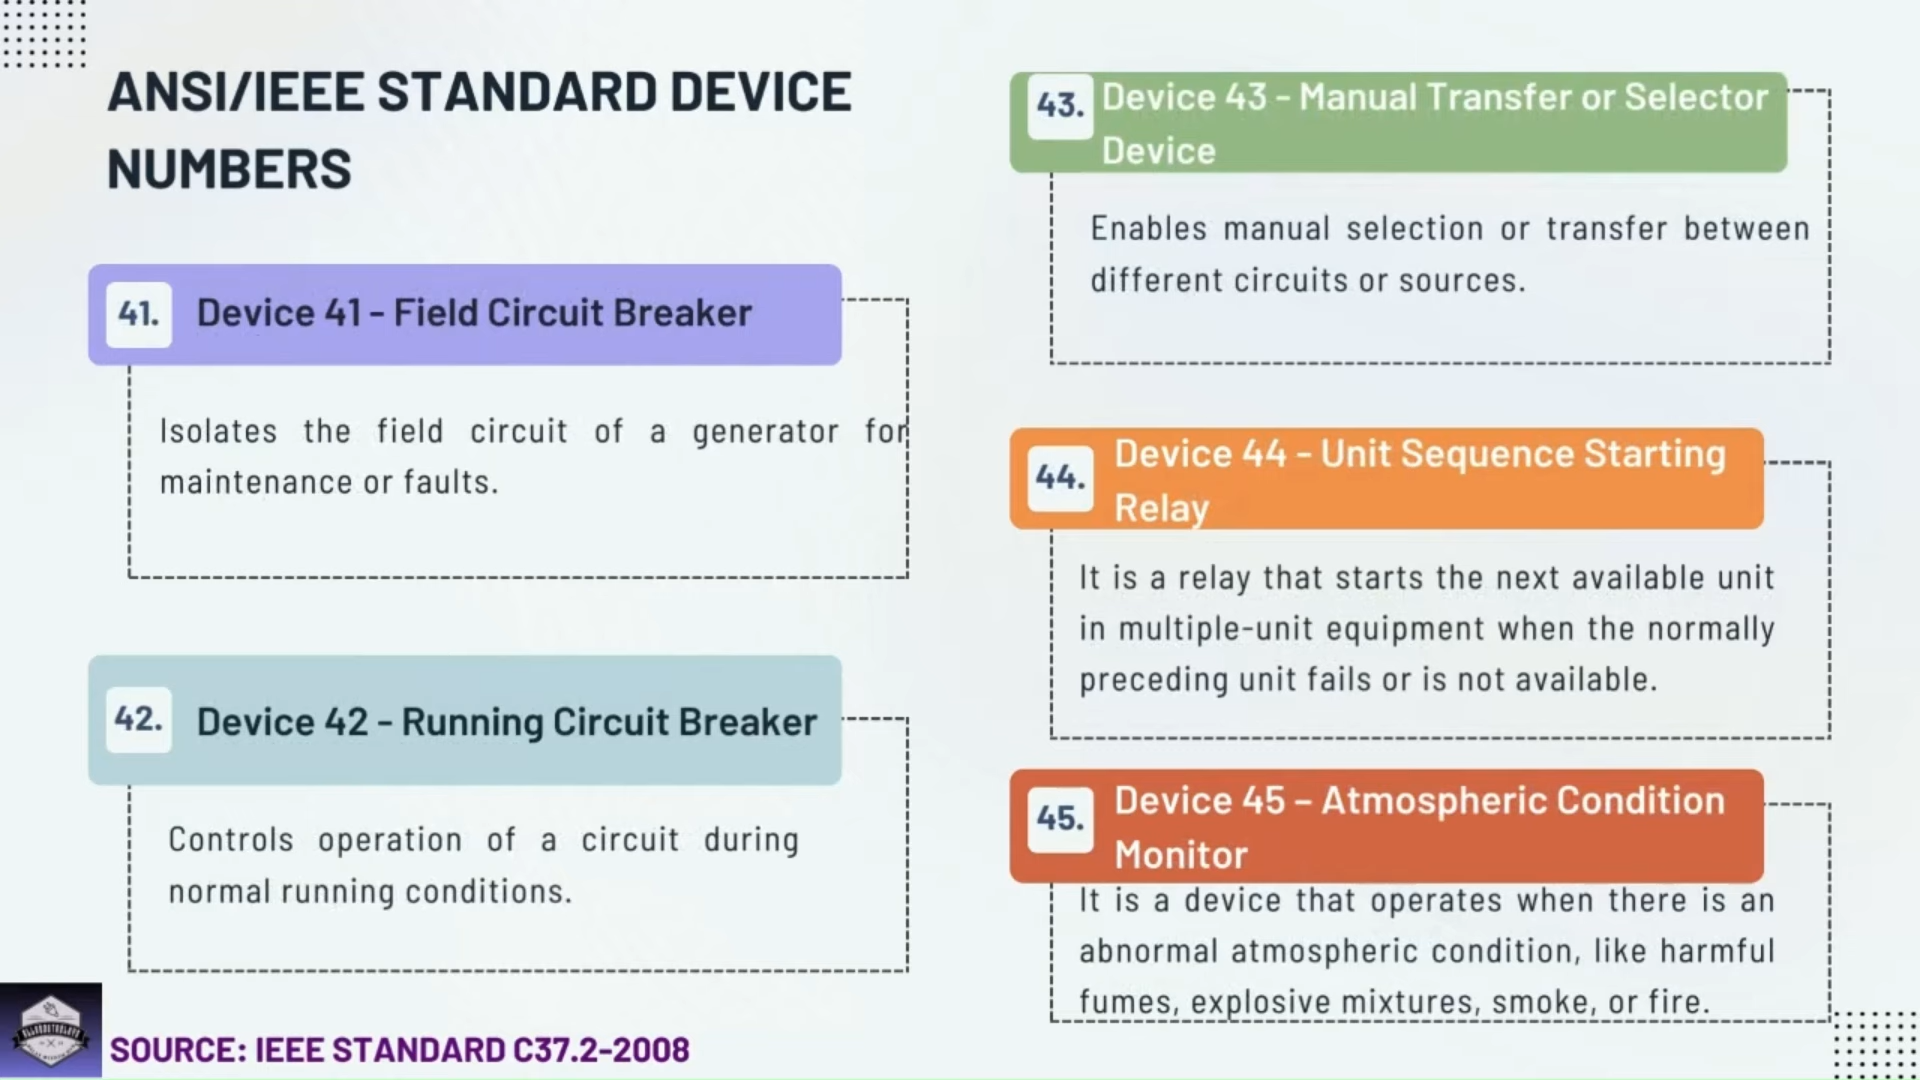 ANSI/IEEE STANDARD DEVICE
NUMBERS
41.
Device 41 - Field Circuit Breaker
Isolates the field circuit of a generator for
maintenance or faults.
42.
Device 42 - Running Circuit Breaker
Controls operation of a circuit during
normal running conditions.
43.
Device 43 - Manual Transfer or Selector
Device
Enables manual selection or transfer between
different circuits or sources.
44.
Device 44 - Unit Sequence Starting
Relay
It is a relay that starts the next available unit
in multiple-unit equipment when the normally
preceding unit fails or is not available.
45.
Device 45 – Atmospheric Condition
Monitor
It is a device that operates when there is an
abnormal atmospheric condition, like harmful
fumes, explosive mixtures, smoke, or fire.
SOURCE: IEEE STANDARD C37.2-2008